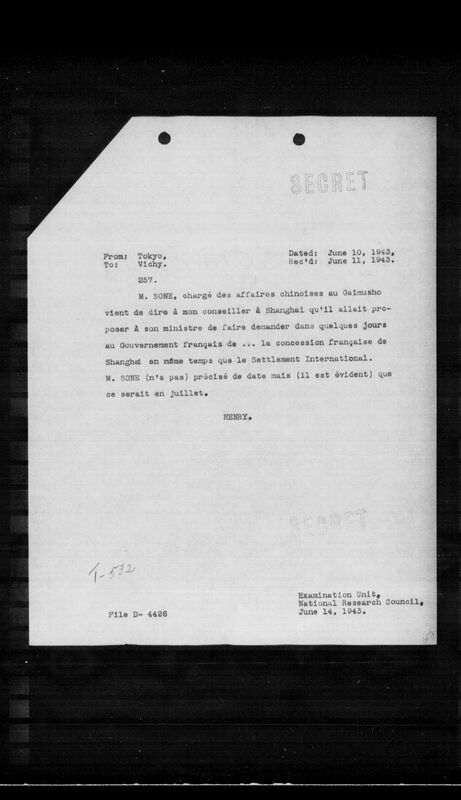 SECRET
From: Tokyo,
To: Vichy.
Dated: June 10, 1943,
Rec'd: June 11, 1943.
257.
M. SONE, chargé des affaires chinoises au Gaimusho
vient de dire à mon conseiller à Shanghai qu'il allait pro-
poser à son ministre de faire demander dans quelques jours
au Gouvernement français de ... la concession française de
Shanghai en même temps que le Settlement International.
M. SONE (n'a pas) précisé de date mais (il est évident) que
ce serait en juillet.
HENRY.
SECRET
T-532
File D- 4426
Examination Unit,
National Research Council,
June 14, 1943.